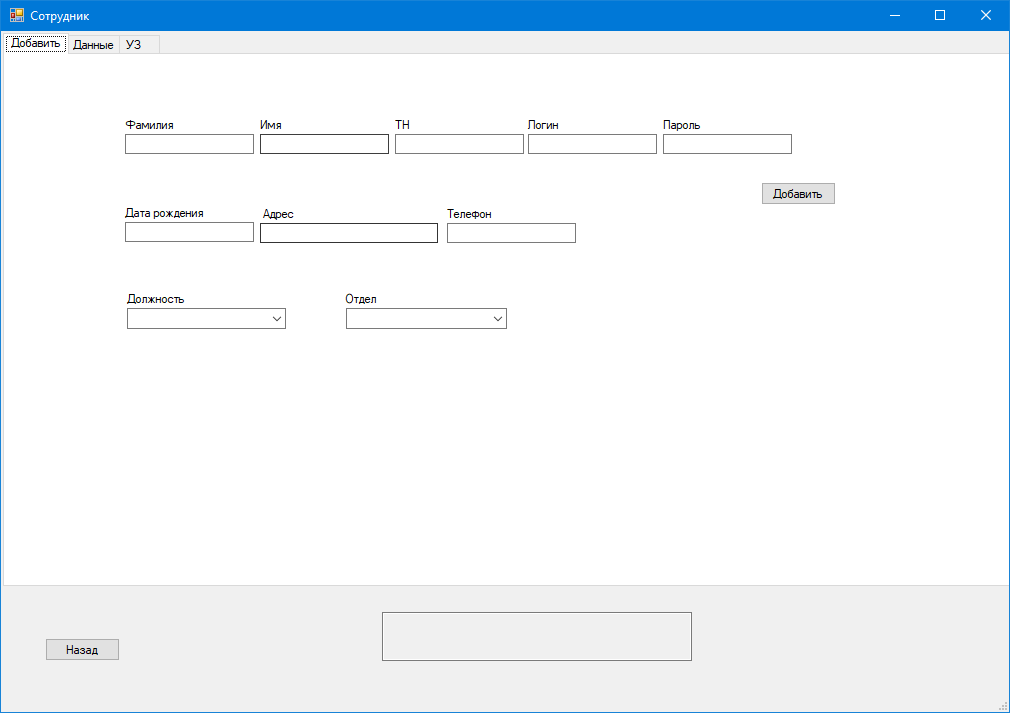 Сотрудник
Добавить Данные УЗ
Фамилия Имя ТН Логин Пароль
Добавить
Дата рождения Адрес Телефон
Должность Отдел
Назад